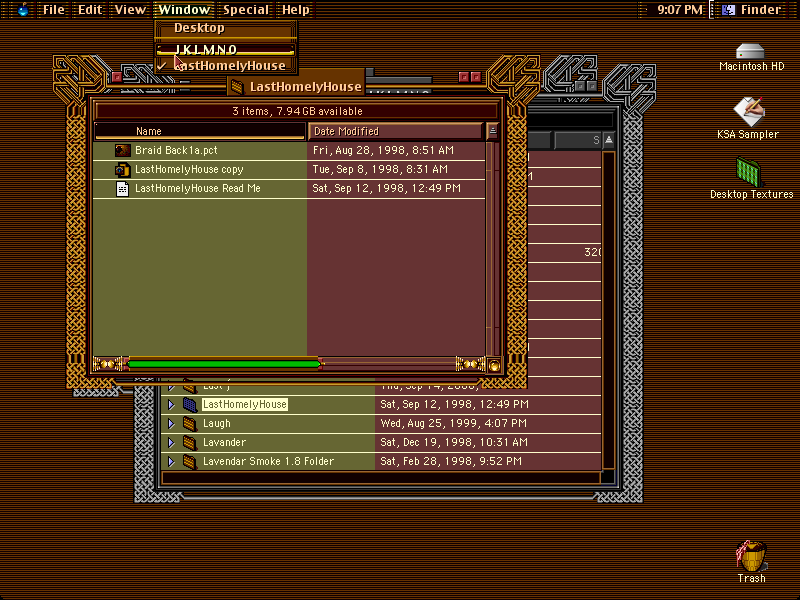 File Edit View Window Special Help 9:07 PM Finder
Desktop
J K L M N O
LastHomelyHouse
LastHomelyHouse
3 items, 7.94 GB available
Name Date Modified
Braid Back1a.pct Fri, Aug 28, 1998, 8:51 AM
LastHomelyHouse copy Tue, Sep 8, 1998, 8:31 AM
LastHomelyHouse Read Me Sat, Sep 12, 1998, 12:49 PM
S
320
LastHomelyHouse Sat, Sep 12, 1998, 12:49 PM
Laugh Wed, Aug 25, 1999, 4:07 PM
Lavander Sat, Dec 19, 1998, 10:31 AM
Lavendar Smoke 1.8 Folder Sat, Feb 28, 1998, 9:52 PM
Macintosh HD
KSA Sampler
Desktop Textures
Trash